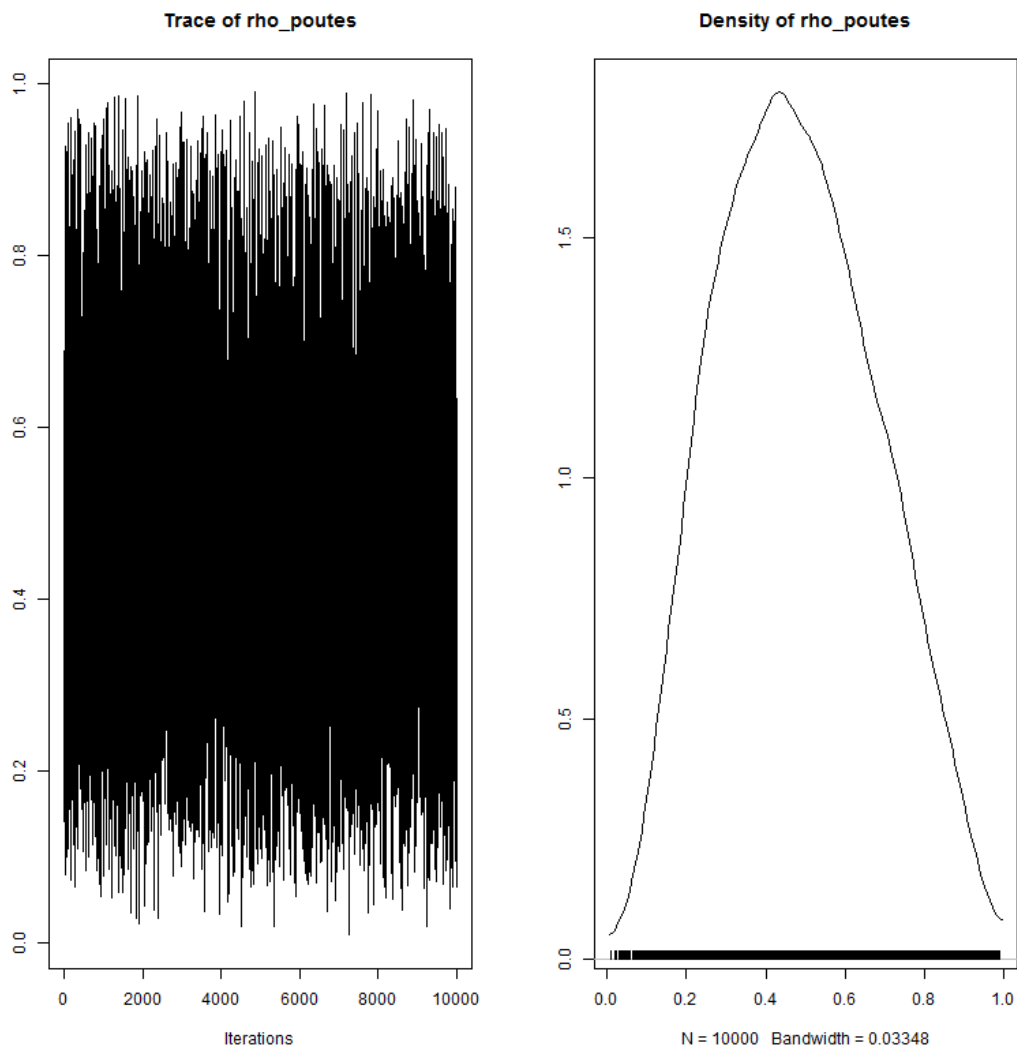 Trace of rho_poutes
1.0
0.8
0.6
0.4
0.2
0.0
0 2000 4000 6000 8000 10000
Iterations
Density of rho_poutes
1.5
1.0
0.5
0.0
0.0 0.2 0.4 0.6 0.8 1.0
N = 10000 Bandwidth = 0.03348